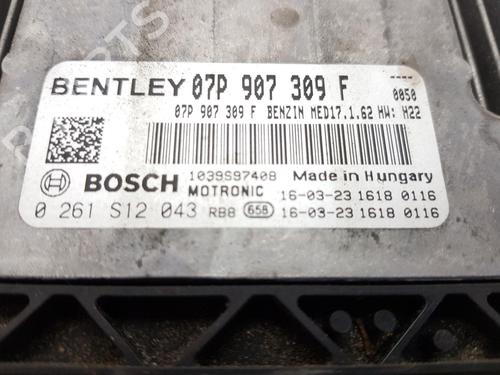 BENTLEY 07P 907 309 F ----
0050
07P 907 309 F BENZIN MED17.1.62 HW: H22
BOSCH 1039S97408 Made in Hungary
MOTRONIC 16-03-23 1618 0116
0 261 S12 043 RB8 658 16-03-23 1618 0116